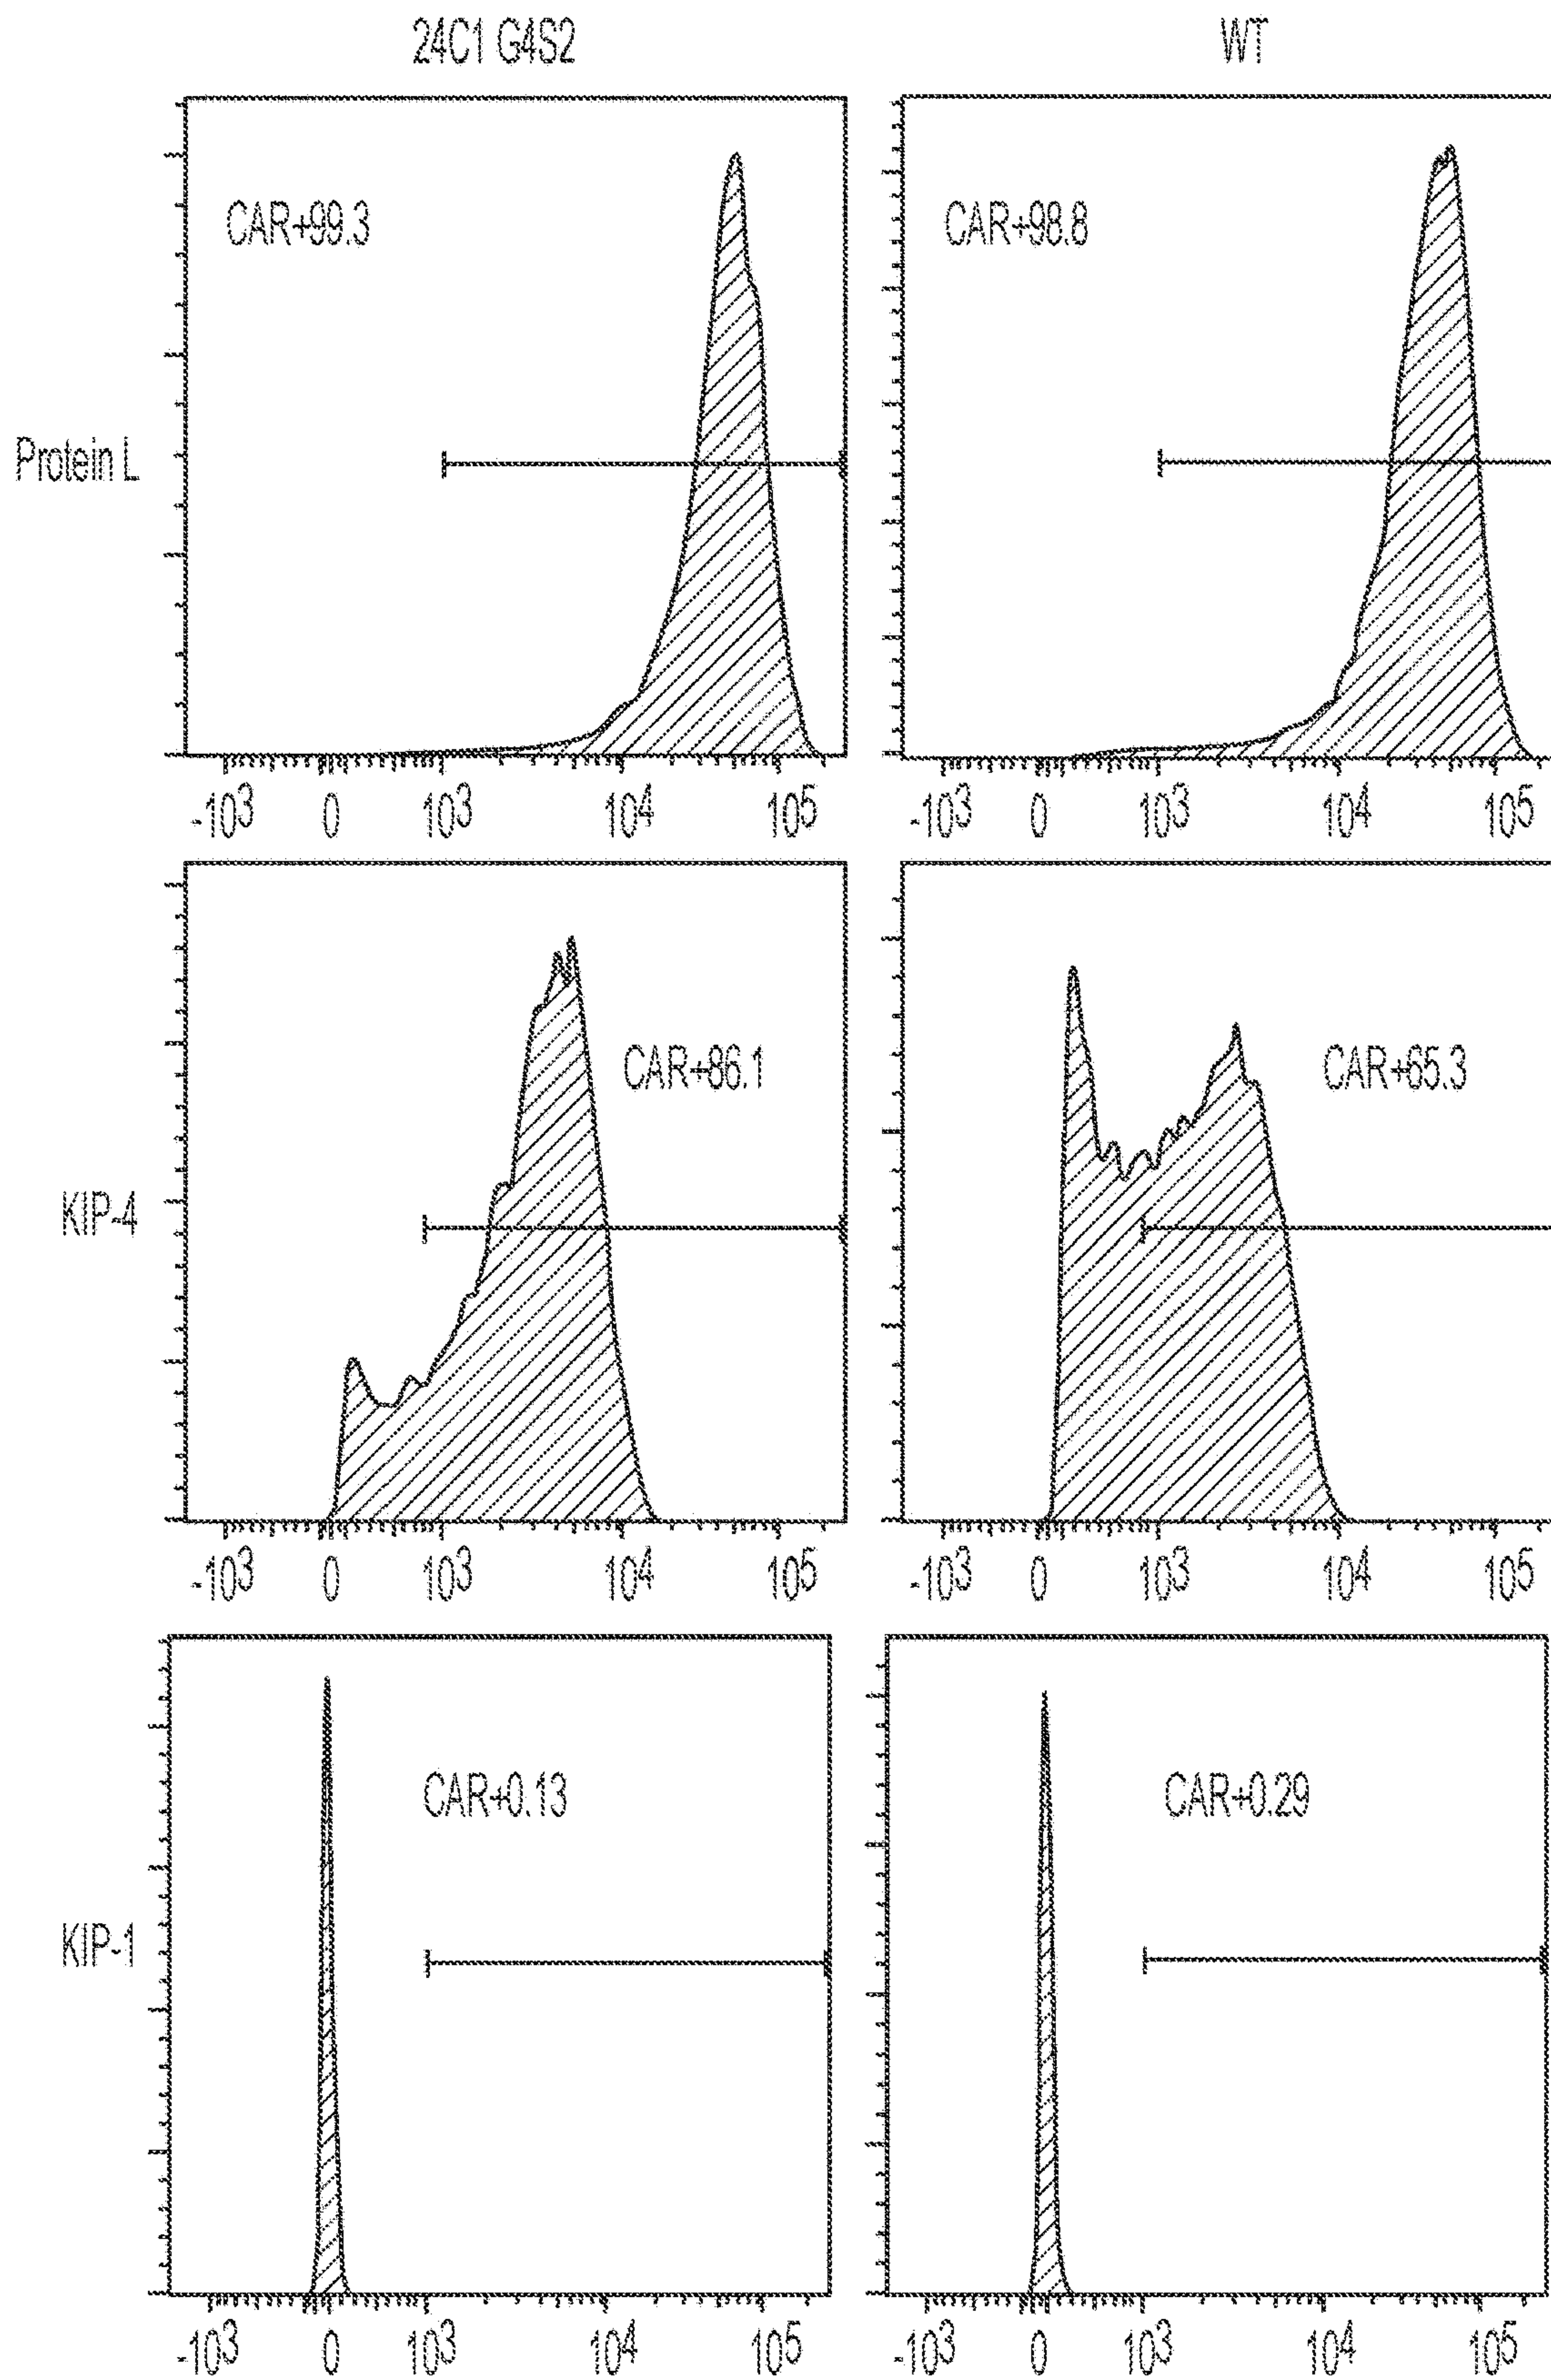 24C1 G4S2 WT
Protein L
CAR+99.3
CAR+98.8
-10³ 0 10³ 10⁴ 10⁵
-10³ 0 10³ 10⁴ 10⁵
KIP-4
CAR+86.1
CAR+65.3
-10³ 0 10³ 10⁴ 10⁵
-10³ 0 10³ 10⁴ 10⁵
KIP-1
CAR+0.13
CAR+0.29
-10³ 0 10³ 10⁴ 10⁵
-10³ 0 10³ 10⁴ 10⁵